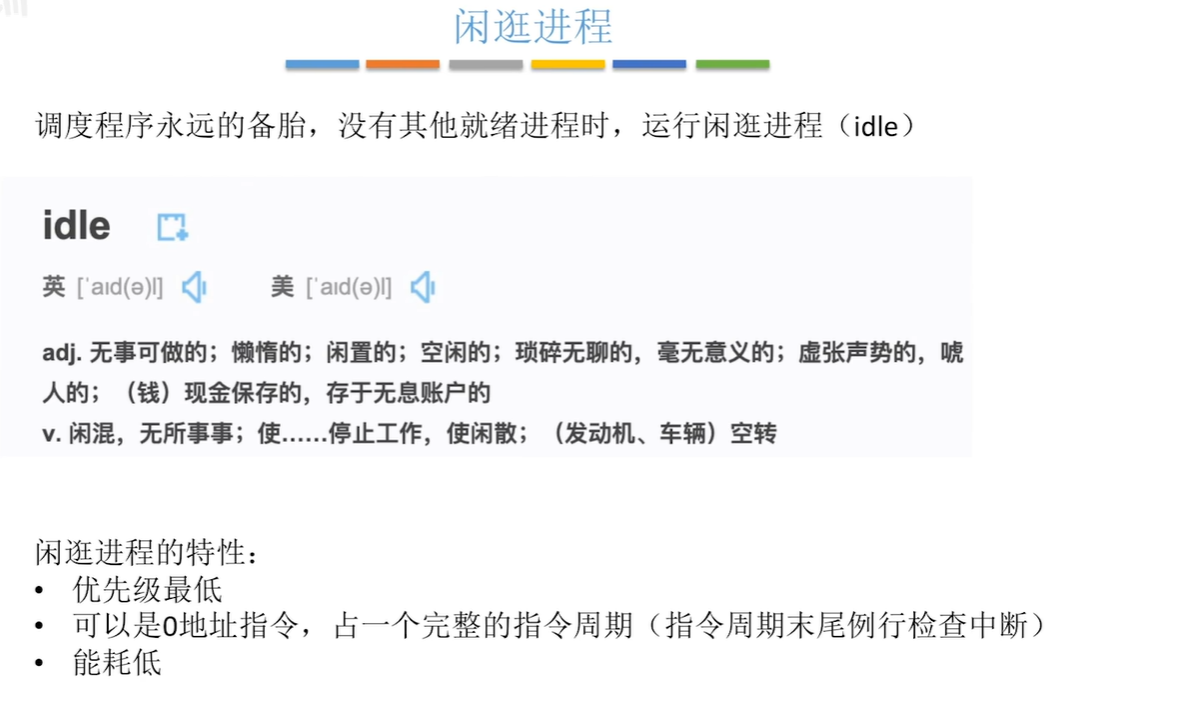 闲逛进程
调度程序永远的备胎，没有其他就绪进程时，运行闲逛进程（idle）
idle
英 [ˈaɪd(ə)l] 美 [ˈaɪd(ə)l]
adj. 无事可做的；懒惰的；闲置的；空闲的；琐碎无聊的，毫无意义的；虚张声势的，唬
人的；（钱）现金保存的，存于无息账户的
v. 闲混，无所事事；使……停止工作，使闲散；（发动机、车辆）空转
闲逛进程的特性：
• 优先级最低
• 可以是0地址指令，占一个完整的指令周期（指令周期末尾例行检查中断）
• 能耗低